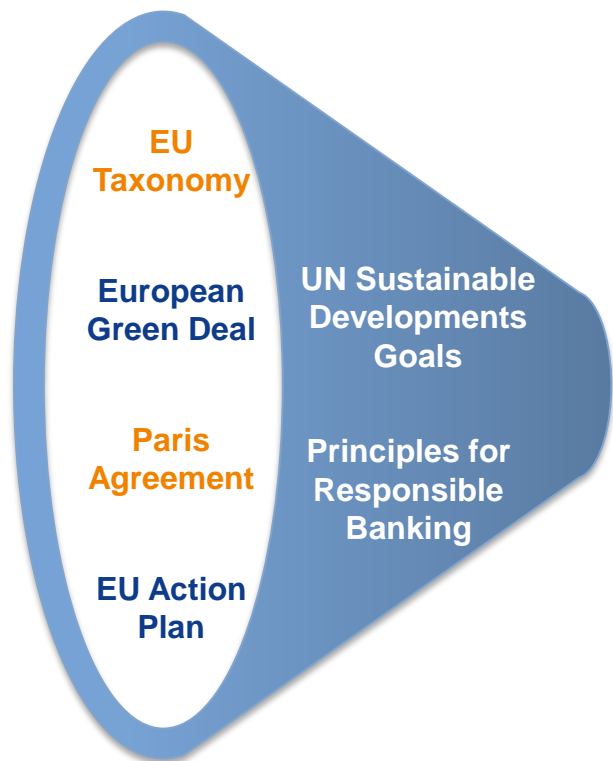 EU
Taxonomy
European
Green Deal
Paris
Agreement
EU Action
Plan
UN Sustainable
Developments
Goals
Principles for
Responsible
Banking